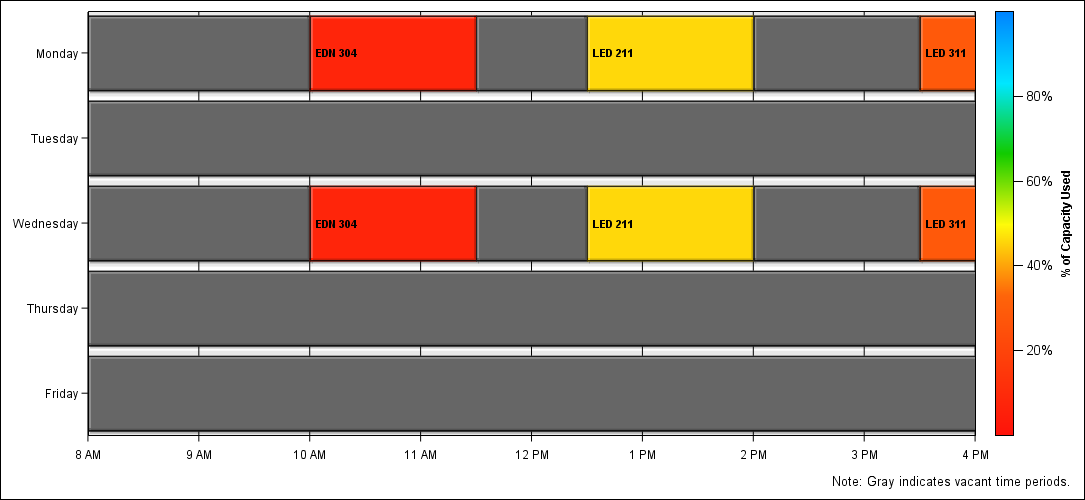 Monday
EDN 304
LED 211
LED 311
Tuesday
Wednesday
EDN 304
LED 211
LED 311
Thursday
Friday
8 AM
9 AM
10 AM
11 AM
12 PM
1 PM
2 PM
3 PM
4 PM
80%
60%
40%
20%
% of Capacity Used
Note: Gray indicates vacant time periods.